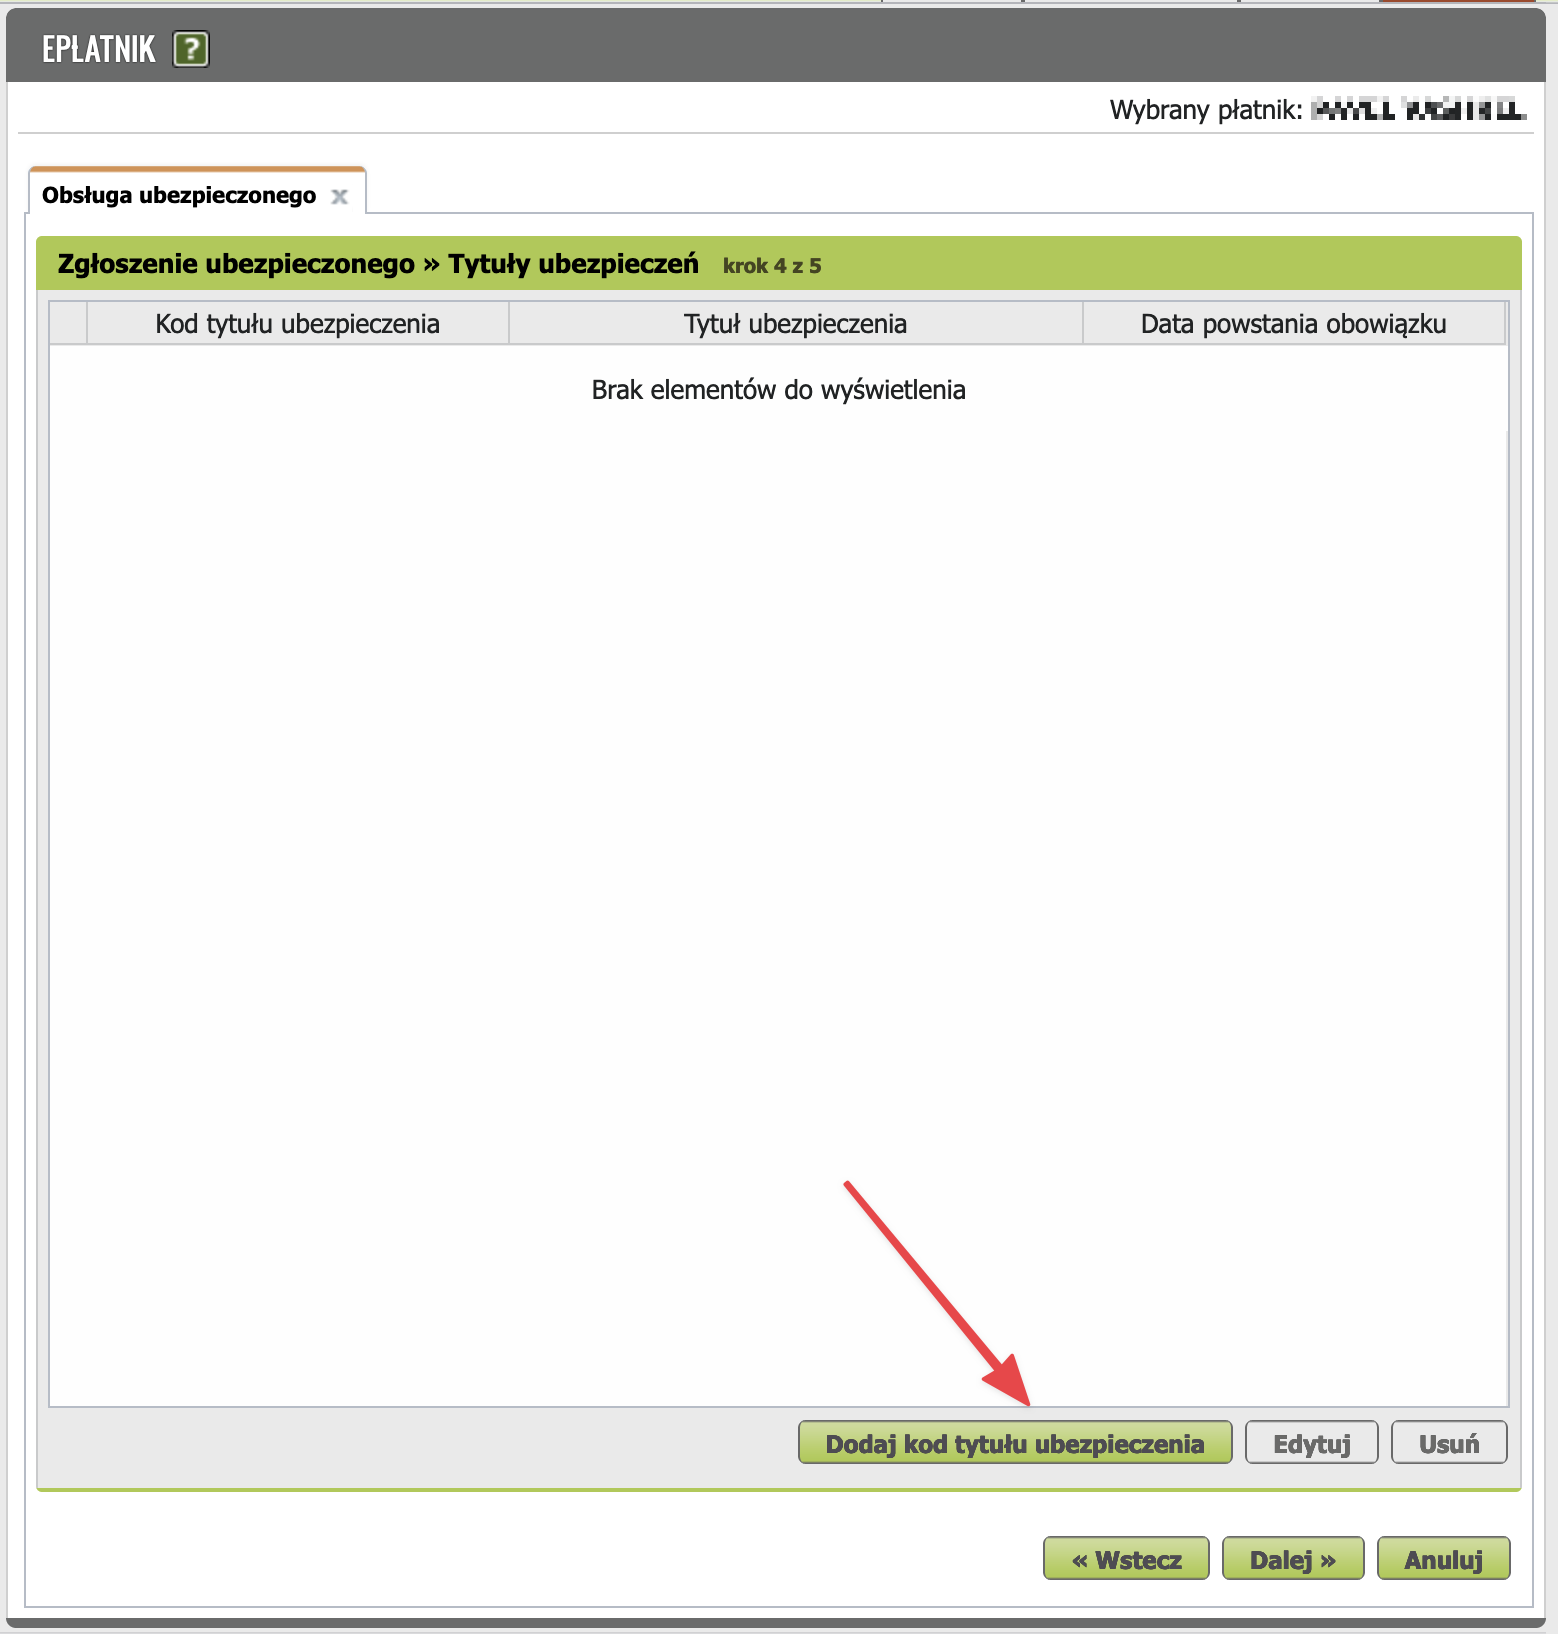 EPŁATNIK ?
Wybrany płatnik:
Obsługa ubezpieczonego x
Zgłoszenie ubezpieczonego » Tytuły ubezpieczeń krok 4 z 5
Kod tytułu ubezpieczenia Tytuł ubezpieczenia Data powstania obowiązku
Brak elementów do wyświetlenia
Dodaj kod tytułu ubezpieczenia Edytuj Usuń
« Wstecz Dalej » Anuluj